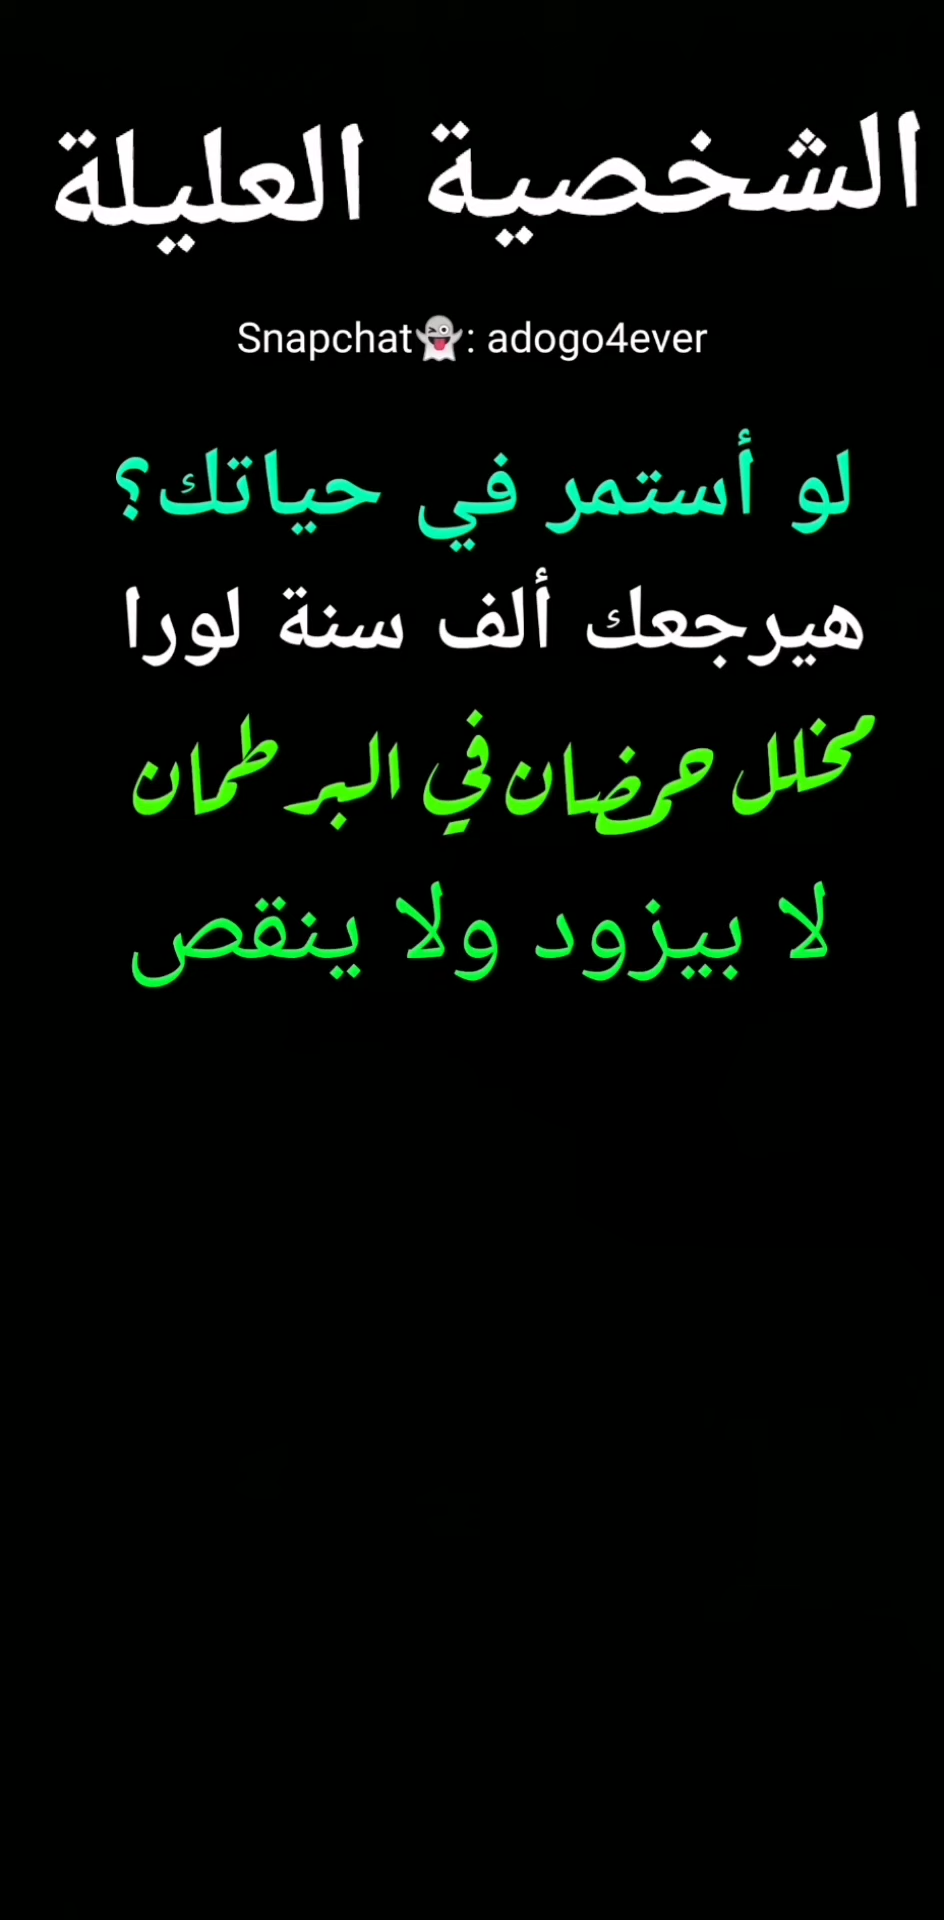 الشخصية العليلة
Snapchat👻: adogo4ever
لو أستمر في حياتك؟
هيرجعك ألف سنة لورا
مخلل حمضان في البرطمان
لا بيزود ولا ينقص